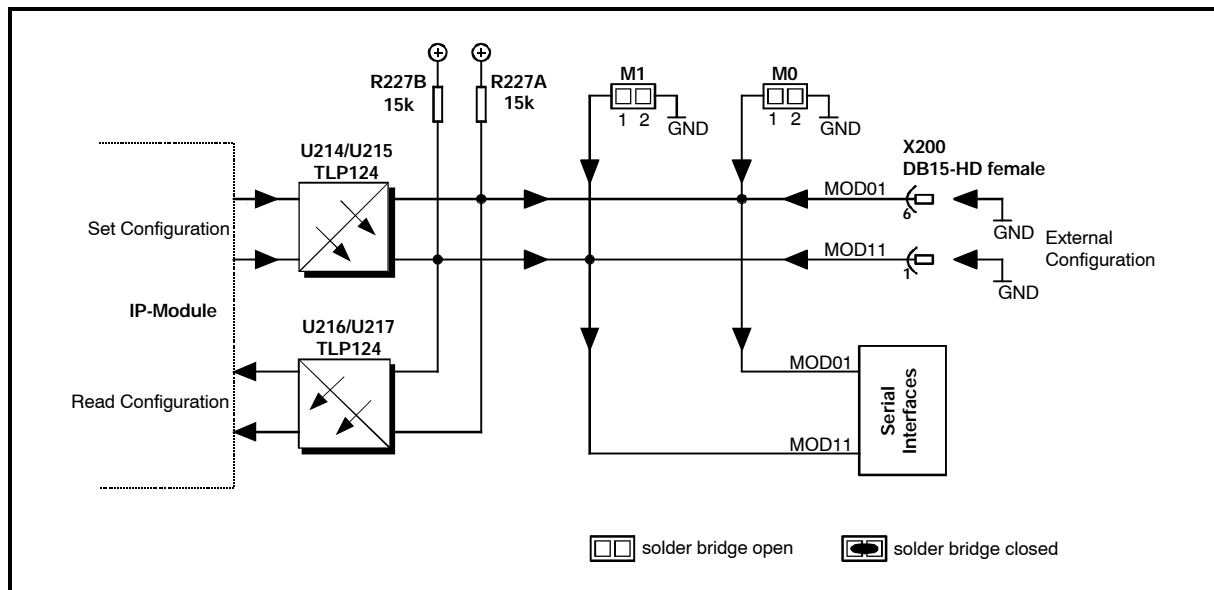 R227B
15k
R227A
15k
M1
1 2
GND
M0
1 2
GND
U214/U215
TLP124
X200
DB15-HD female
MOD01
6
GND
Set Configuration
MOD11
1
GND
External
Configuration
IP-Module
U216/U217
TLP124
Read Configuration
MOD01
MOD11
Serial
Interfaces
solder bridge open
solder bridge closed